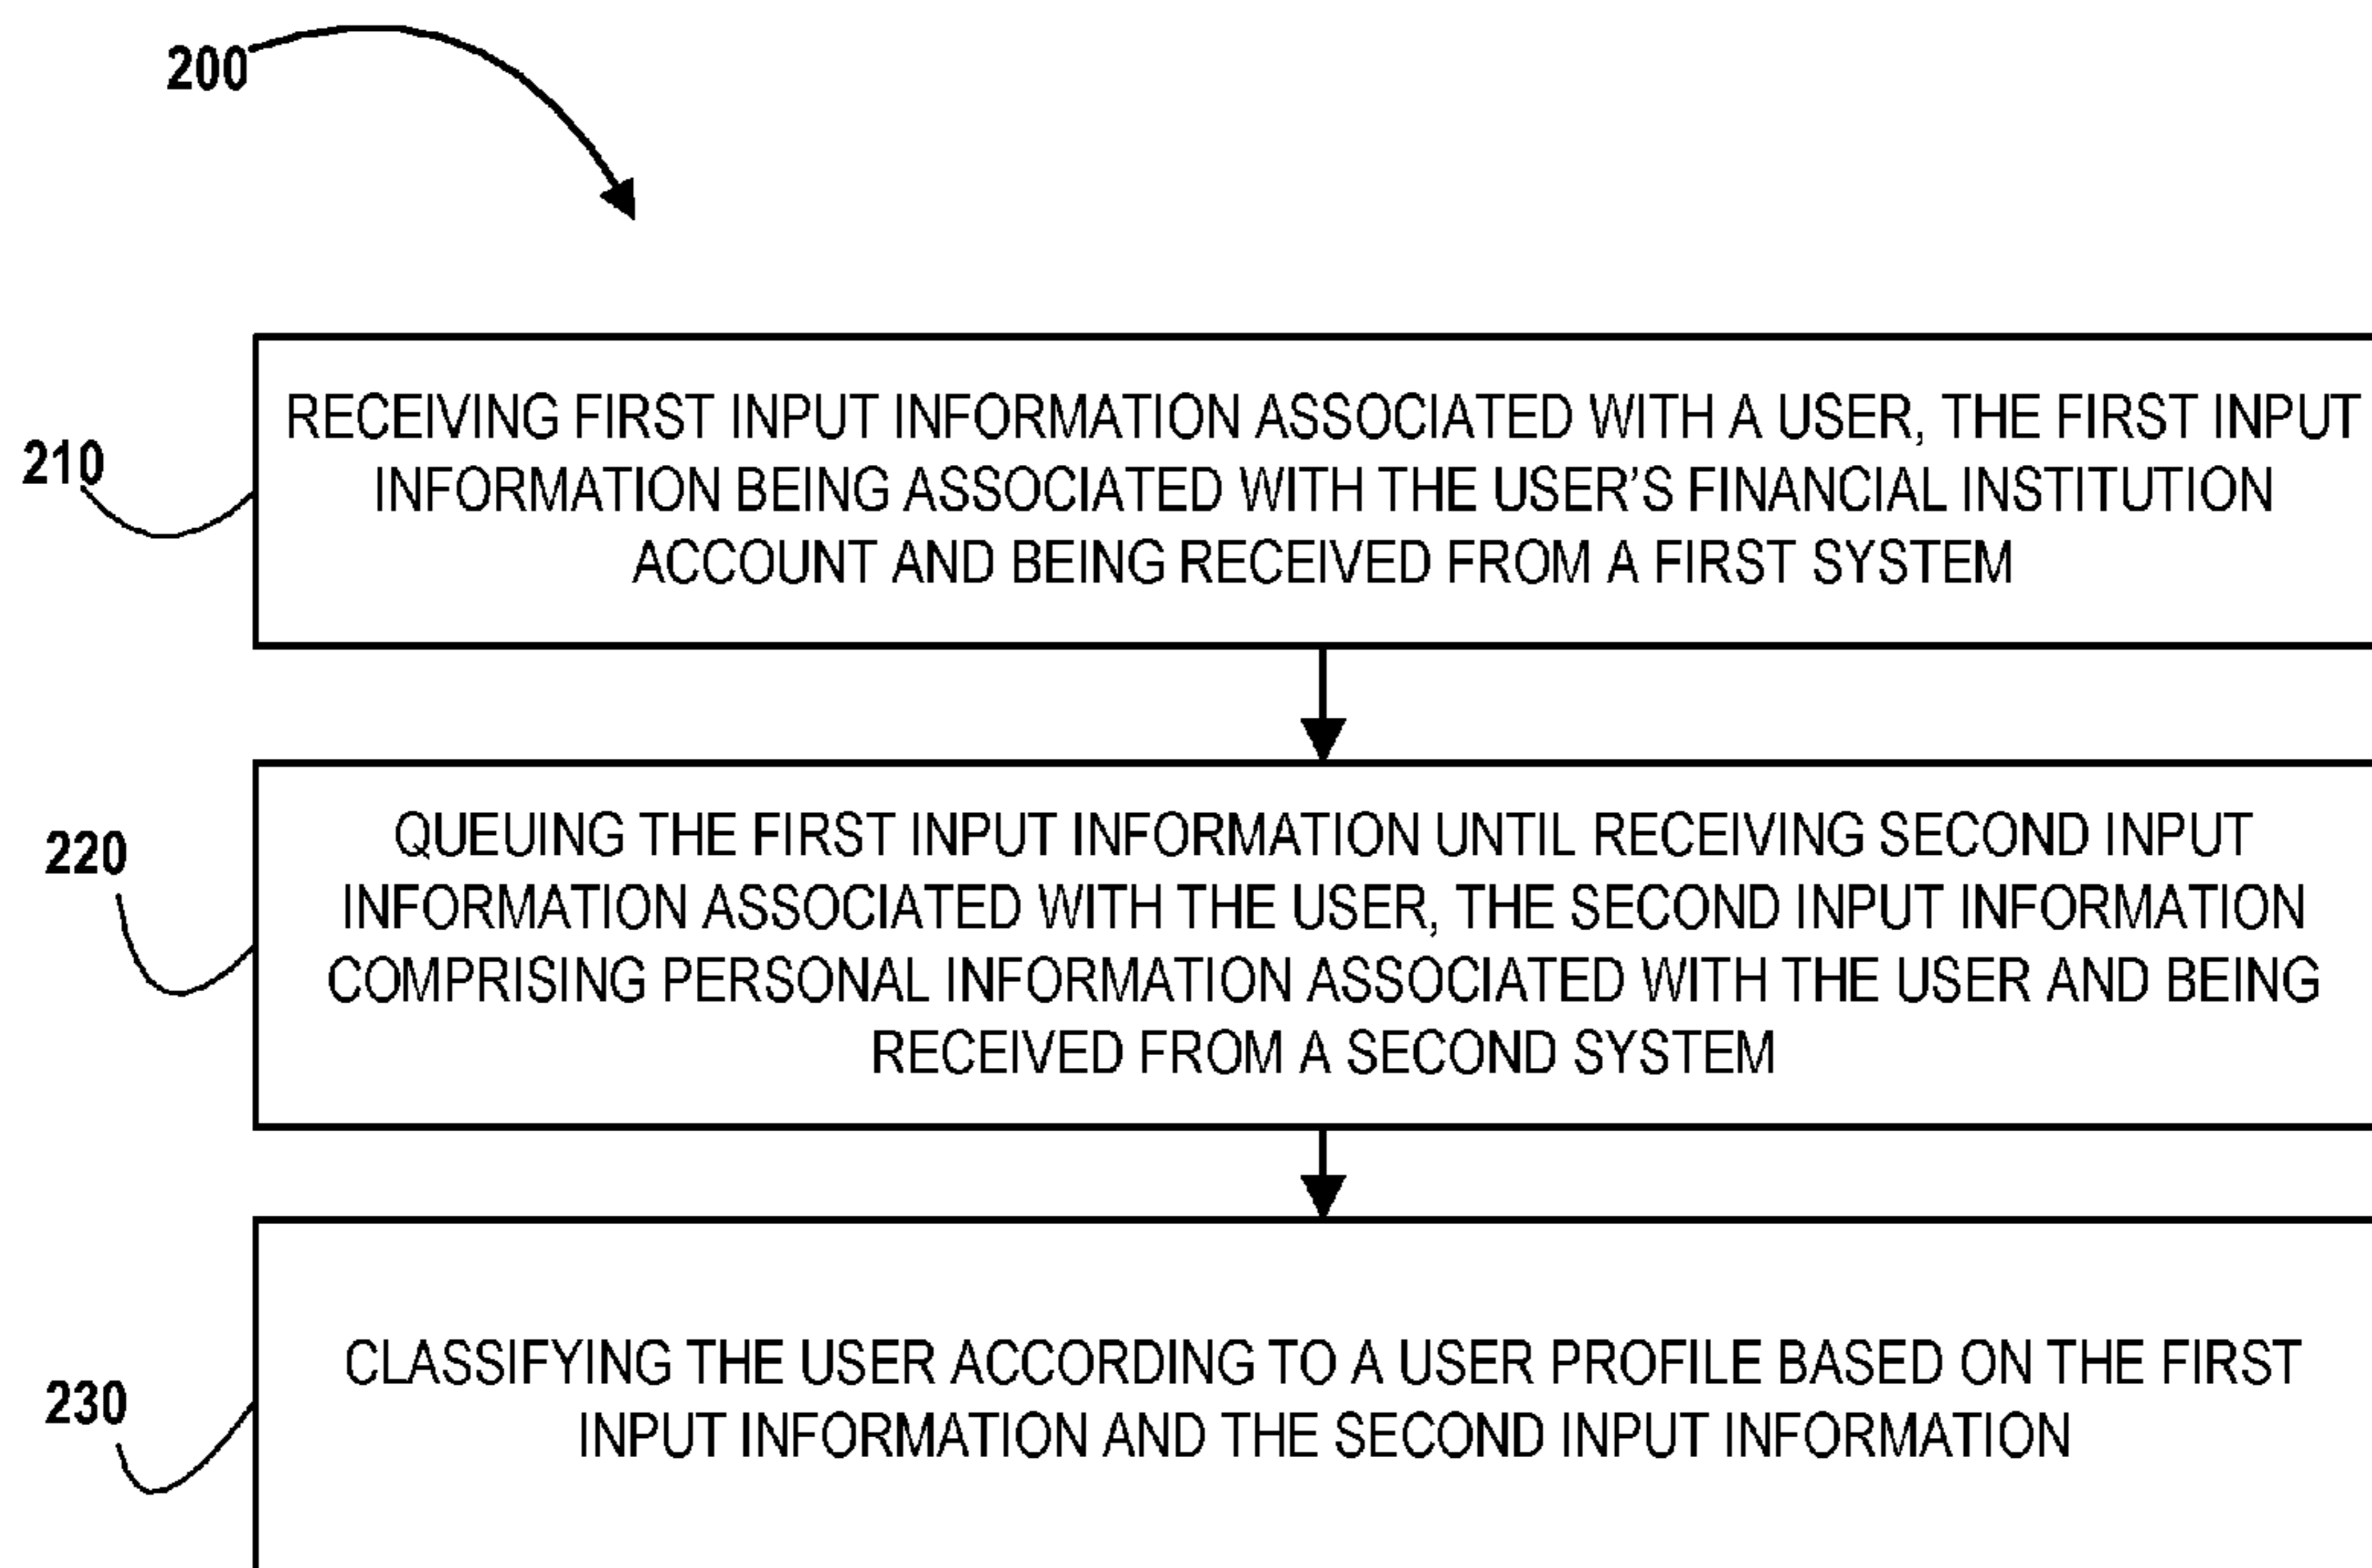 200
210
RECEIVING FIRST INPUT INFORMATION ASSOCIATED WITH A USER, THE FIRST INPUT
INFORMATION BEING ASSOCIATED WITH THE USER’S FINANCIAL INSTITUTION
ACCOUNT AND BEING RECEIVED FROM A FIRST SYSTEM
220
QUEUING THE FIRST INPUT INFORMATION UNTIL RECEIVING SECOND INPUT
INFORMATION ASSOCIATED WITH THE USER, THE SECOND INPUT INFORMATION
COMPRISING PERSONAL INFORMATION ASSOCIATED WITH THE USER AND BEING
RECEIVED FROM A SECOND SYSTEM
230
CLASSIFYING THE USER ACCORDING TO A USER PROFILE BASED ON THE FIRST
INPUT INFORMATION AND THE SECOND INPUT INFORMATION